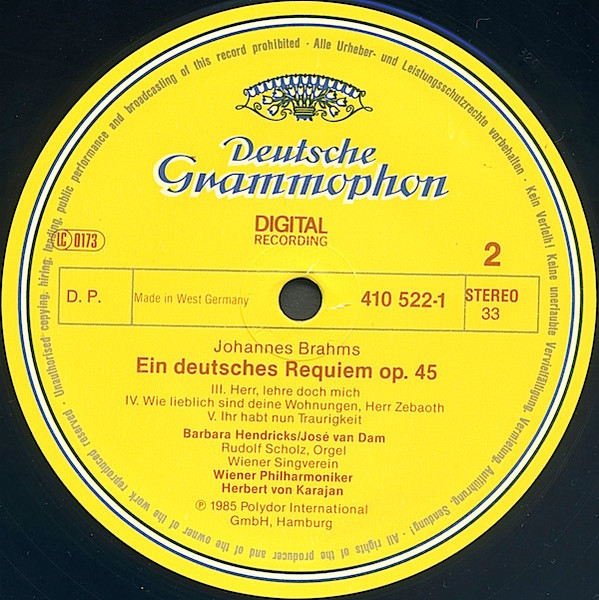 Deutsche
Grammophon
DIGITAL
RECORDING
LC 0173
2
D. P.
Made in West Germany
410 522-1
STEREO
33
Johannes Brahms
Ein deutsches Requiem op. 45
III. Herr, lehre doch mich
IV. Wie lieblich sind deine Wohnungen, Herr Zebaoth
V. Ihr habt nun Traurigkeit
Barbara Hendricks/José van Dam
Rudolf Scholz, Orgel
Wiener Singverein
Wiener Philharmoniker
Herbert von Karajan
℗ 1985 Polydor International
GmbH, Hamburg
Alle Urheber- und Leistungsschutzrechte vorbehalten · Kein Verleih! Keine unerlaubte Vervielfältigung, Vermietung, Aufführung, Sendung! · All rights of the producer and of the owner of the work reproduced reserved · Unauthorised copying, hiring, lending, public performance and broadcasting of this record prohibited ·